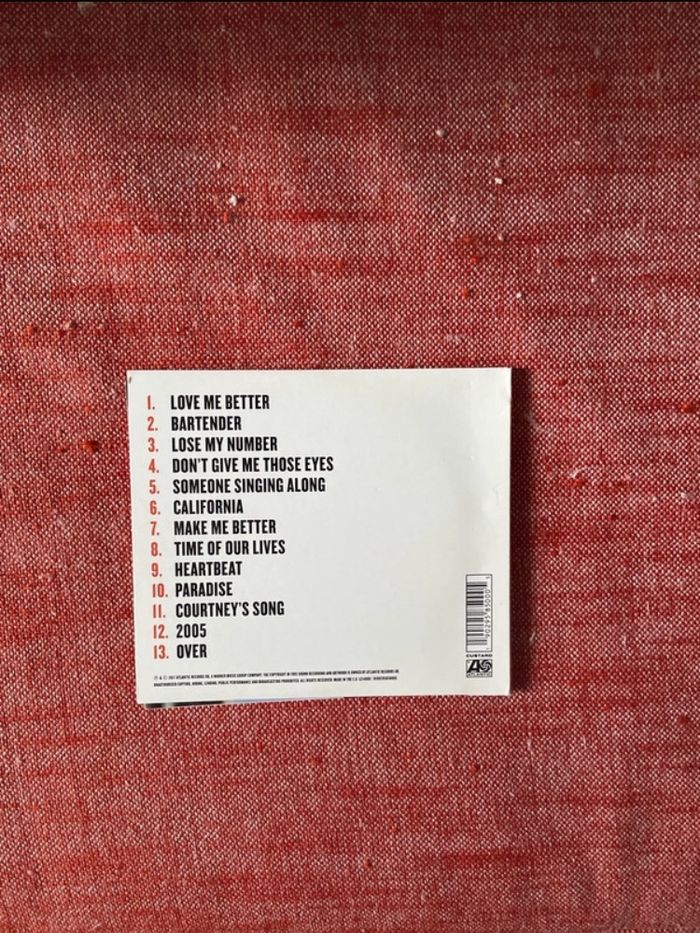 1. LOVE ME BETTER
2. BARTENDER
3. LOSE MY NUMBER
4. DON'T GIVE ME THOSE EYES
5. SOMEONE SINGING ALONG
6. CALIFORNIA
7. MAKE ME BETTER
8. TIME OF OUR LIVES
9. HEARTBEAT
10. PARADISE
11. COURTNEY'S SONG
12. 2005
13. OVER
CUSTARD
ATLANTIC